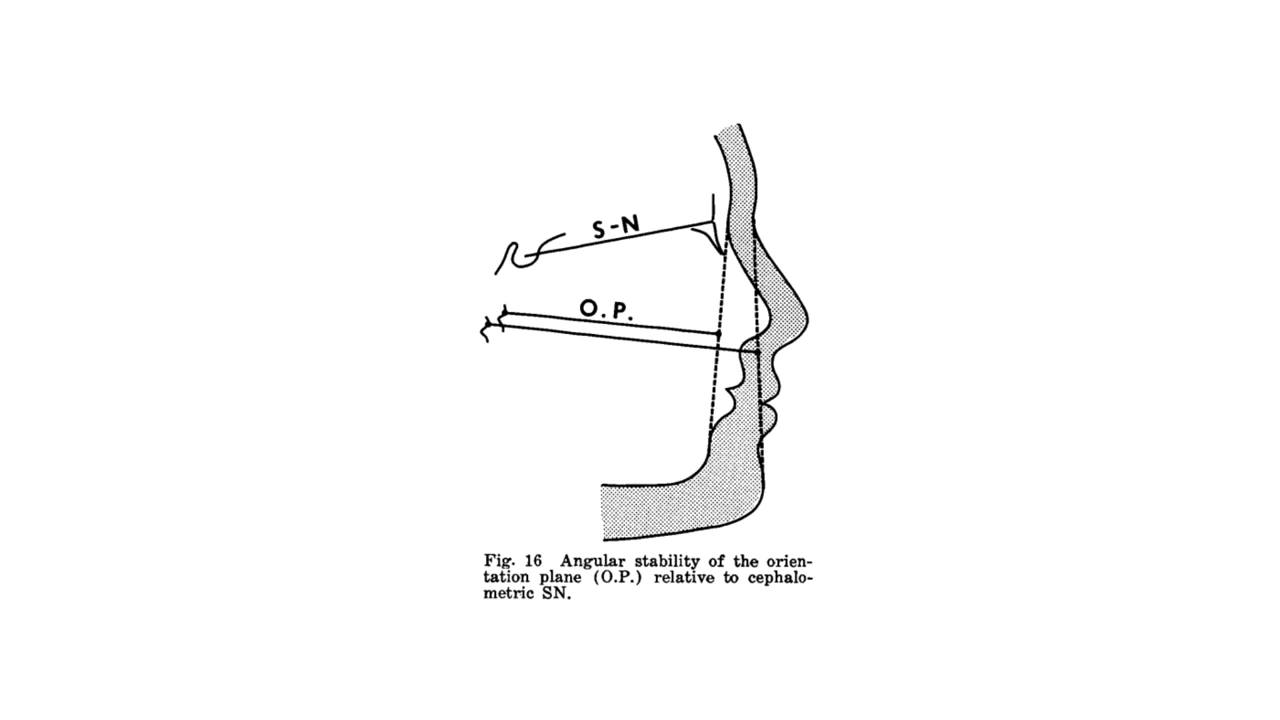 S-N
O.P.
Fig. 16 Angular stability of the orien-
tation plane (O.P.) relative to cephalo-
metric SN.